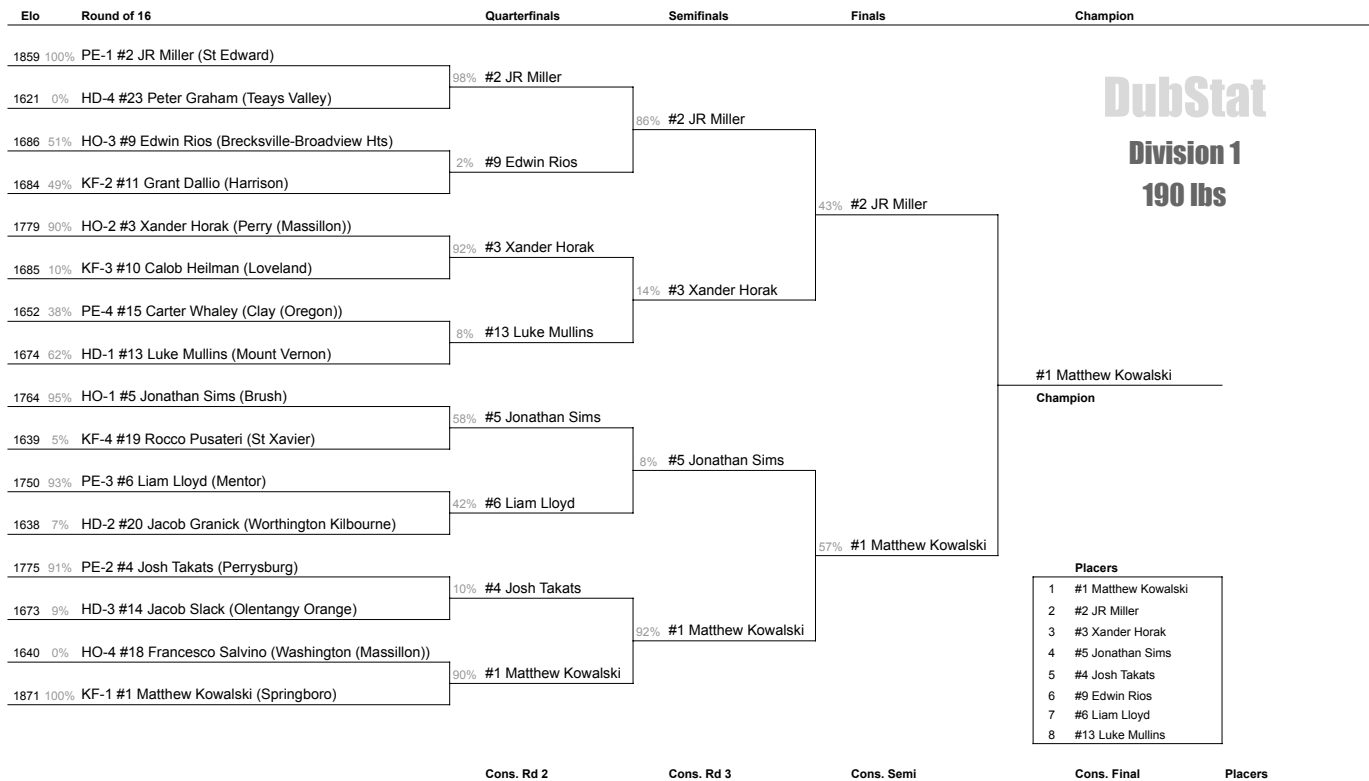 Elo Round of 16 Quarterfinals Semifinals Finals Champion
1859 100% PE-1 #2 JR Miller (St Edward)
98% #2 JR Miller
1621 0% HD-4 #23 Peter Graham (Teays Valley)
DubStat
86% #2 JR Miller
1686 51% HO-3 #9 Edwin Rios (Brecksville-Broadview Hts)
Division 1
2% #9 Edwin Rios
1684 49% KF-2 #11 Grant Dallio (Harrison)
190 lbs
43% #2 JR Miller
1779 90% HO-2 #3 Xander Horak (Perry (Massillon))
92% #3 Xander Horak
1685 10% KF-3 #10 Calob Heilman (Loveland)
14% #3 Xander Horak
1652 38% PE-4 #15 Carter Whaley (Clay (Oregon))
8% #13 Luke Mullins
1674 62% HD-1 #13 Luke Mullins (Mount Vernon)
#1 Matthew Kowalski
Champion
1764 95% HO-1 #5 Jonathan Sims (Brush)
58% #5 Jonathan Sims
1639 5% KF-4 #19 Rocco Pusateri (St Xavier)
8% #5 Jonathan Sims
1750 93% PE-3 #6 Liam Lloyd (Mentor)
42% #6 Liam Lloyd
1638 7% HD-2 #20 Jacob Granick (Worthington Kilbourne)
57% #1 Matthew Kowalski
1775 91% PE-2 #4 Josh Takats (Perrysburg)
10% #4 Josh Takats
1673 9% HD-3 #14 Jacob Slack (Olentangy Orange)
92% #1 Matthew Kowalski
1640 0% HO-4 #18 Francesco Salvino (Washington (Massillon))
90% #1 Matthew Kowalski
1871 100% KF-1 #1 Matthew Kowalski (Springboro)
Placers
1 #1 Matthew Kowalski
2 #2 JR Miller
3 #3 Xander Horak
4 #5 Jonathan Sims
5 #4 Josh Takats
6 #9 Edwin Rios
7 #6 Liam Lloyd
8 #13 Luke Mullins
Cons. Rd 2 Cons. Rd 3 Cons. Semi Cons. Final Placers